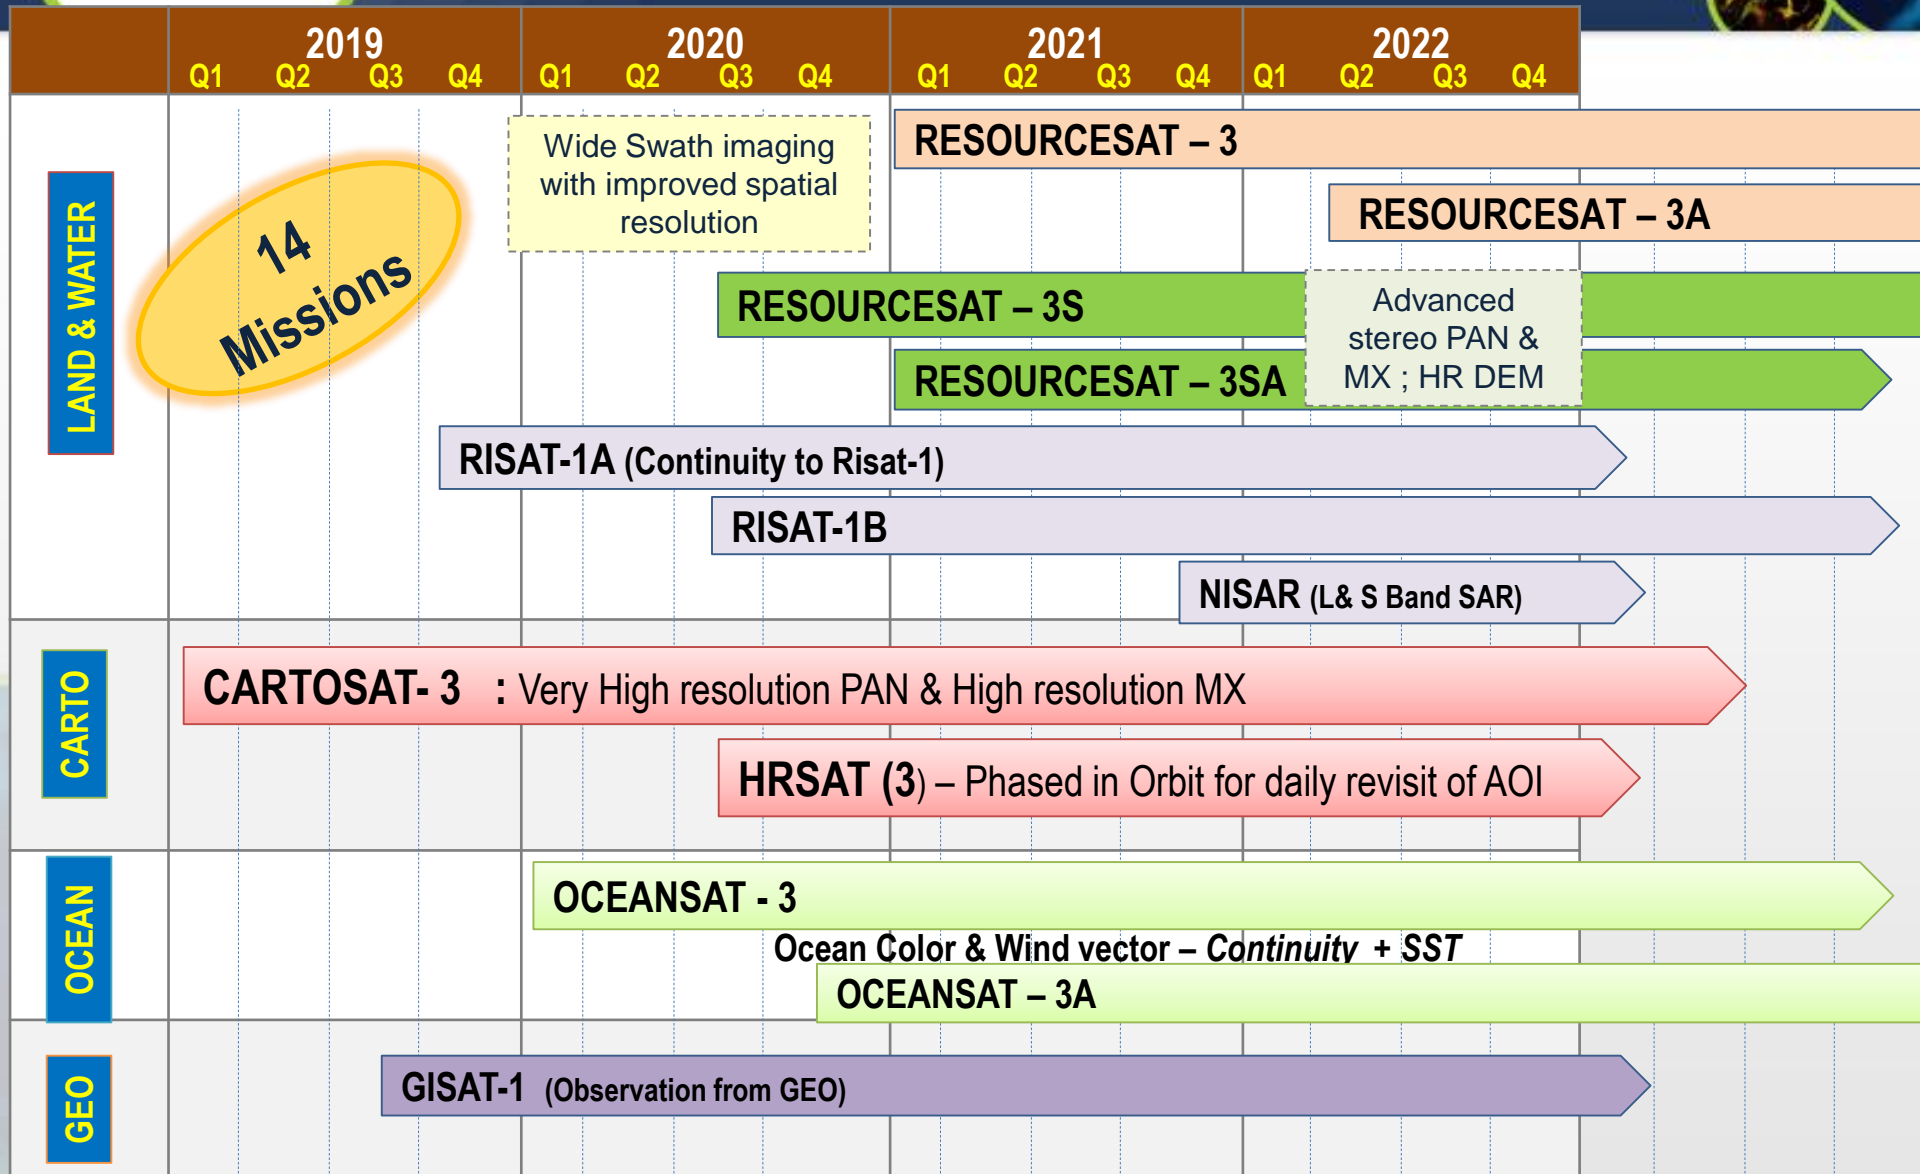 2019 2020 2021 2022
Q1 Q2 Q3 Q4 Q1 Q2 Q3 Q4 Q1 Q2 Q3 Q4 Q1 Q2 Q3 Q4
LAND & WATER
14
Missions
Wide Swath imaging
with improved spatial
resolution
RESOURCESAT – 3
RESOURCESAT – 3A
RESOURCESAT – 3S
Advanced
stereo PAN &
MX ; HR DEM
RESOURCESAT – 3SA
RISAT-1A (Continuity to Risat-1)
RISAT-1B
NISAR (L& S Band SAR)
CARTO
CARTOSAT- 3 : Very High resolution PAN & High resolution MX
HRSAT (3) – Phased in Orbit for daily revisit of AOI
OCEAN
OCEANSAT - 3
Ocean Color & Wind vector – Continuity + SST
OCEANSAT – 3A
GEO
GISAT-1 (Observation from GEO)